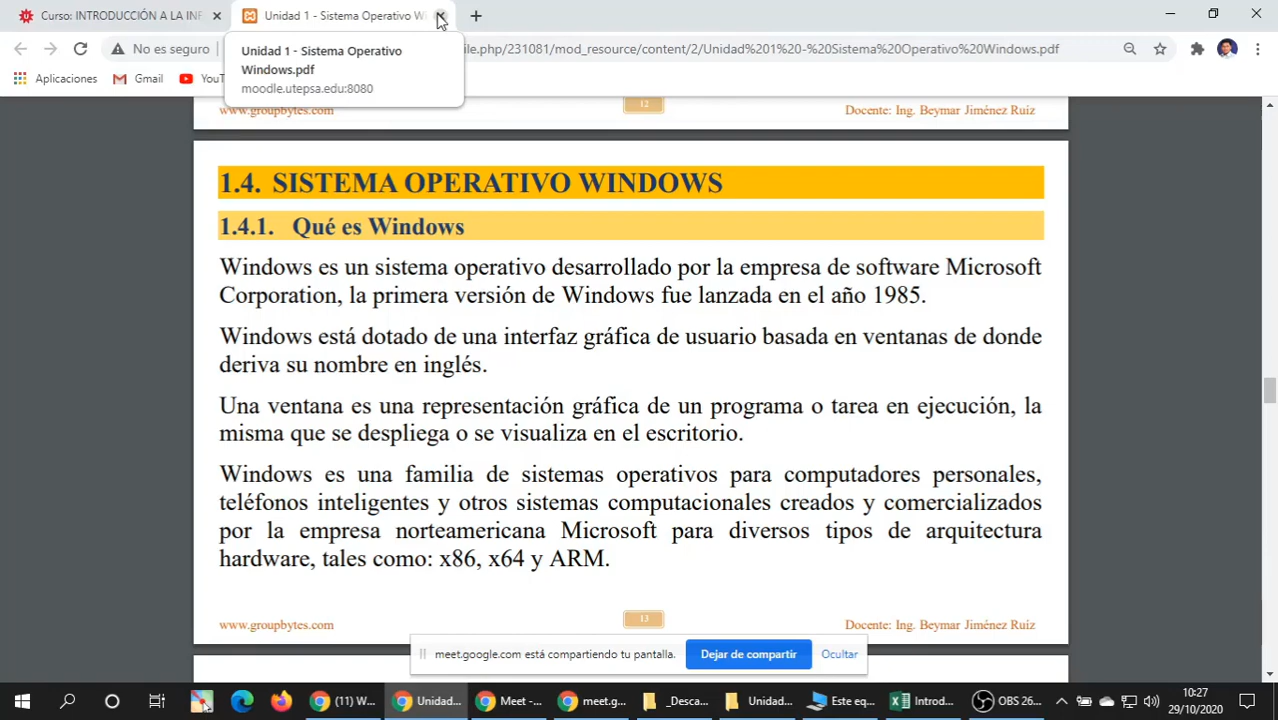 Curso: INTRODUCCIÓN A LA INF
Unidad 1 - Sistema Operativo Wi
No es seguro
ile.php/231081/mod_resource/content/2/Unidad%201%20-%20Sistema%20Operativo%20Windows.pdf
Unidad 1 - Sistema Operativo
Windows.pdf
moodle.utepsa.edu:8080
Aplicaciones
Gmail
YouT
www.groupbytes.com
12
Docente: Ing. Beymar Jiménez Ruiz
1.4. SISTEMA OPERATIVO WINDOWS
1.4.1. Qué es Windows
Windows es un sistema operativo desarrollado por la empresa de software Microsoft
Corporation, la primera versión de Windows fue lanzada en el año 1985.
Windows está dotado de una interfaz gráfica de usuario basada en ventanas de donde
deriva su nombre en inglés.
Una ventana es una representación gráfica de un programa o tarea en ejecución, la
misma que se despliega o se visualiza en el escritorio.
Windows es una familia de sistemas operativos para computadores personales,
teléfonos inteligentes y otros sistemas computacionales creados y comercializados
por la empresa norteamericana Microsoft para diversos tipos de arquitectura
hardware, tales como: x86, x64 y ARM.
www.groupbytes.com
13
Docente: Ing. Beymar Jiménez Ruiz
meet.google.com está compartiendo tu pantalla.
Dejar de compartir
Ocultar
(11) W...
Unidad...
Meet -...
meet.g...
_Desca...
Unidad...
Este eq...
Introd...
OBS 26...
10:27
29/10/2020